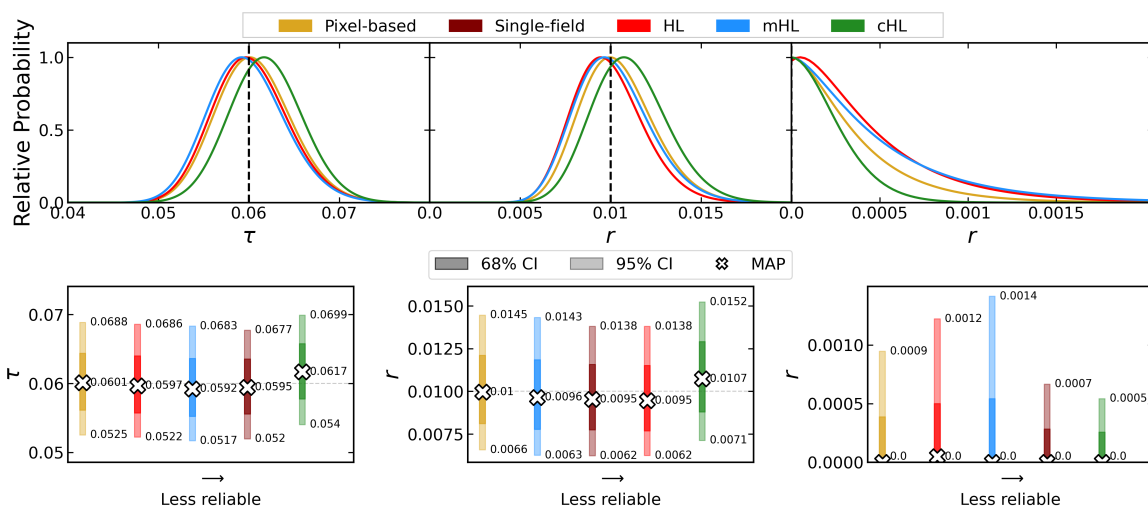 Pixel-based Single-field HL mHL cHL
Relative Probability
1.0
0.5
0.0
0.04 0.05 0.06 0.07 0.0 0.005 0.01 0.015 0.0 0.0005 0.001 0.0015
τ r r
68% CI 95% CI MAP
τ
0.07
0.06
0.05
0.0688 0.0686 0.0683 0.0677 0.0699
0.0601 0.0597 0.0592 0.0595 0.0617
0.0525 0.0522 0.0517 0.052 0.054
→
Less reliable
r
0.0150
0.0125
0.0100
0.0075
0.0145 0.0143 0.0138 0.0138 0.0152
0.01 0.0096 0.0095 0.0095 0.0107
0.0066 0.0063 0.0062 0.0062 0.0071
→
Less reliable
r
0.0010
0.0005
0.0000
0.0009 0.0012 0.0014 0.0007 0.0005
0.0 0.0 0.0 0.0 0.0
→
Less reliable